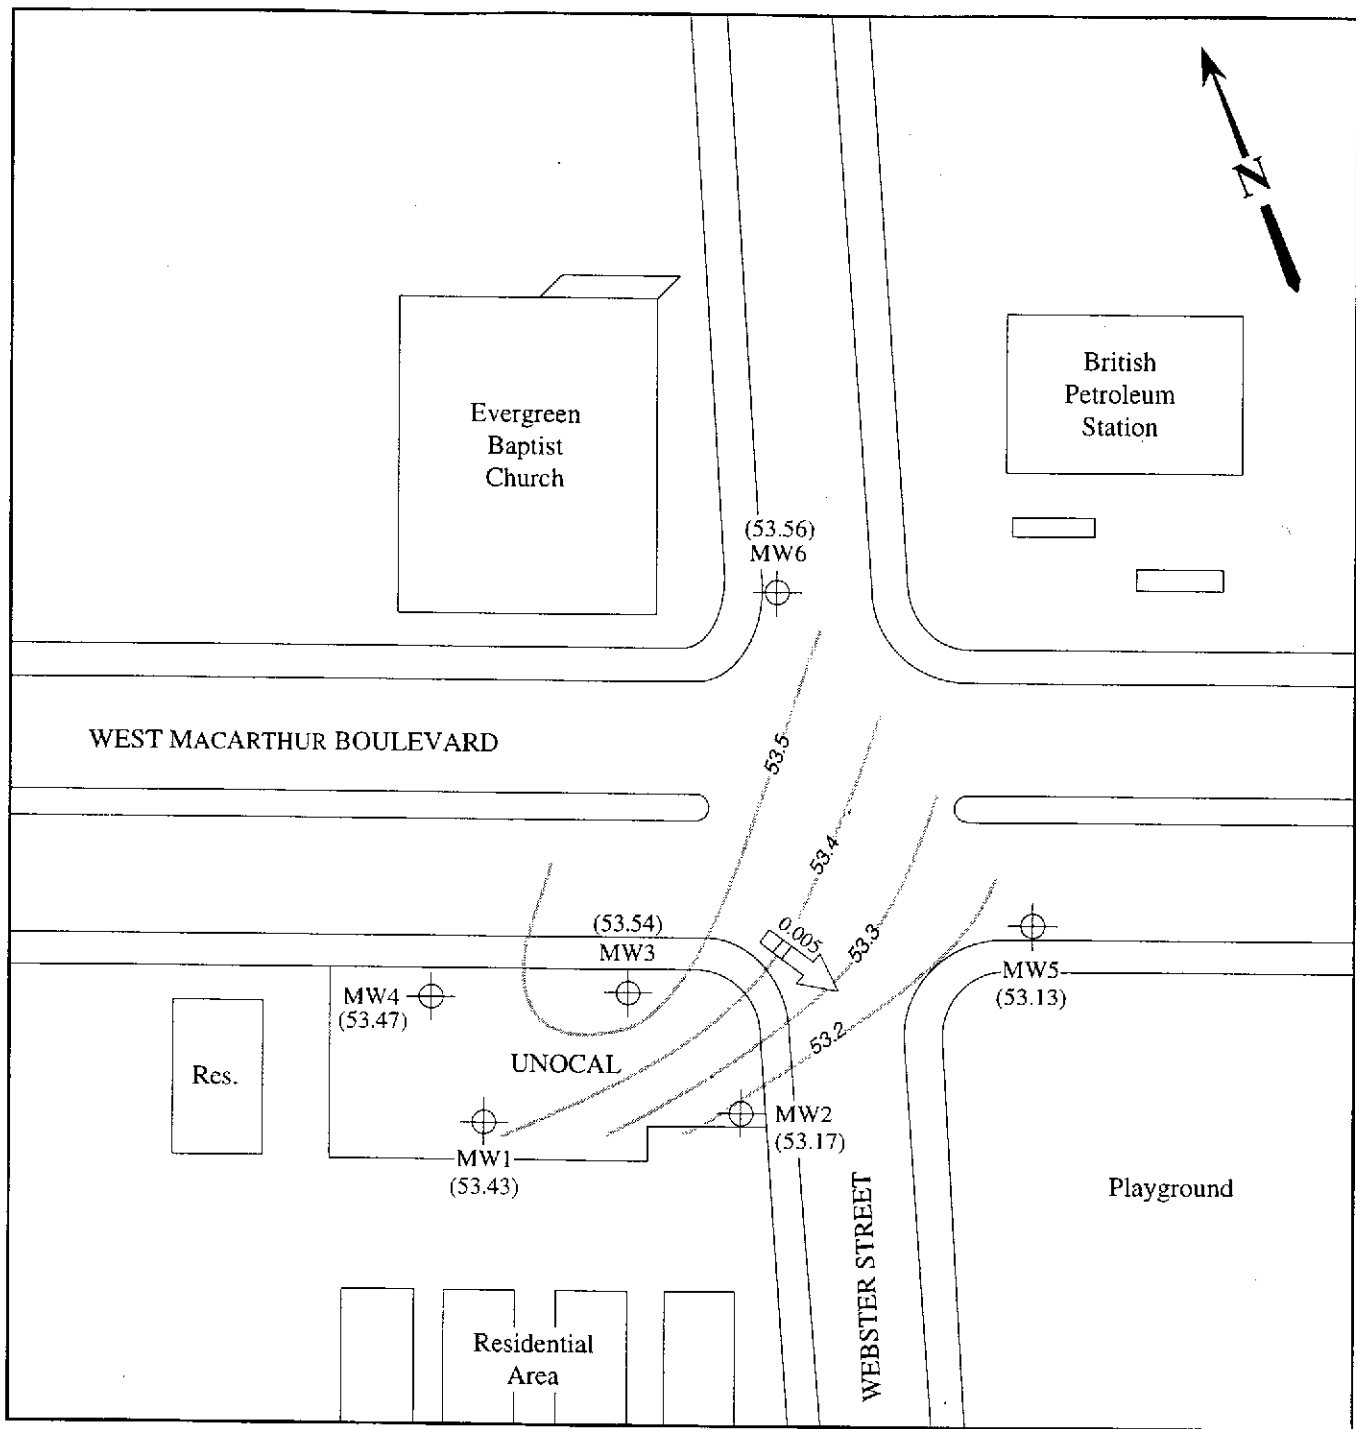 N
British
Petroleum
Station
Evergreen
Baptist
Church
(53.56)
MW6
WEST MACARTHUR BOULEVARD
53.5
53.4
(53.54)
MW3
0.005
53.3
MW4
(53.47)
MW5
(53.13)
53.2
UNOCAL
Res.
MW2
(53.17)
MW1
(53.43)
Playground
WEBSTER STREET
Residential
Area